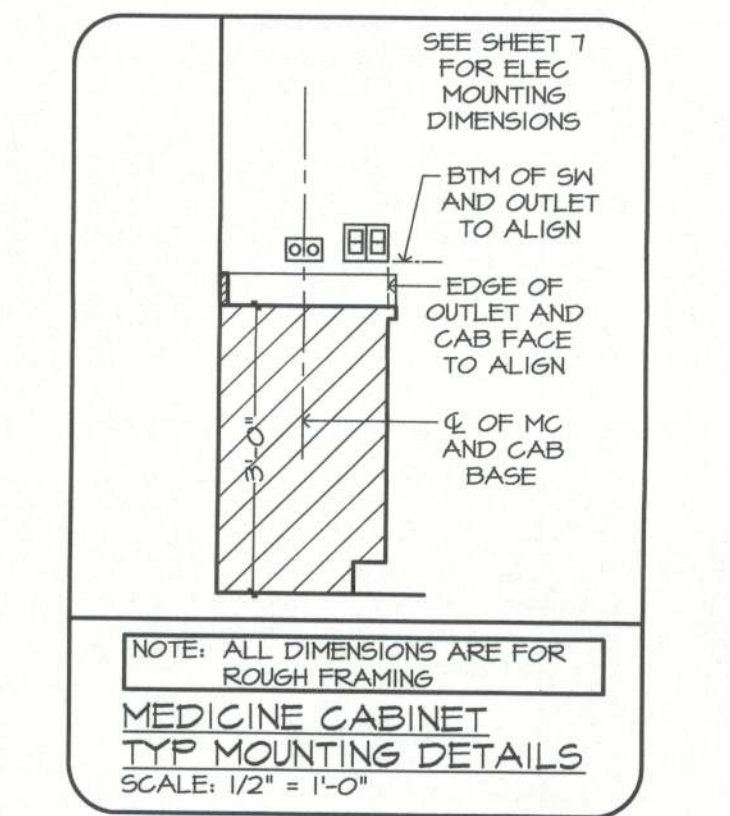 SEE SHEET 7
FOR ELEC
MOUNTING
DIMENSIONS
BTM OF SW
AND OUTLET
TO ALIGN
EDGE OF
OUTLET AND
CAB FACE
TO ALIGN
℄ OF MC
AND CAB
BASE
3'-0"
NOTE: ALL DIMENSIONS ARE FOR
ROUGH FRAMING
MEDICINE CABINET
TYP MOUNTING DETAILS
SCALE: 1/2" = 1'-0"